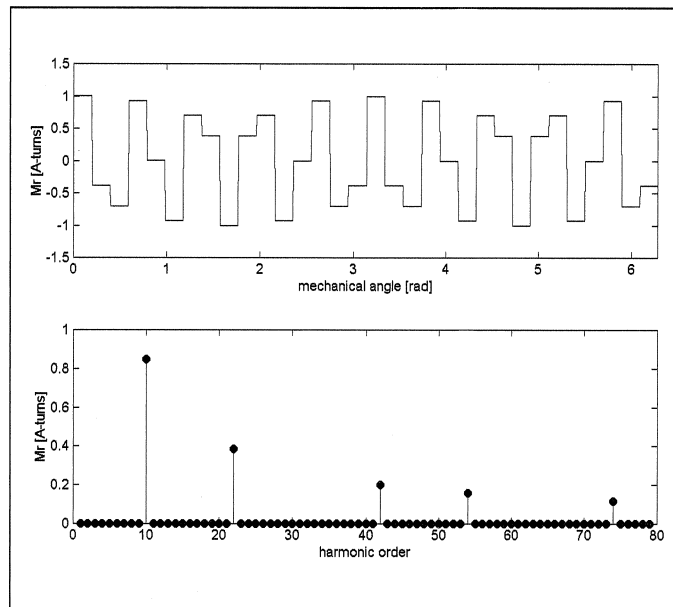 1.5
1
0.5
0
-0.5
-1
-1.5
Mr [A-turns]
0 1 2 3 4 5 6
mechanical angle [rad]
1
0.8
0.6
0.4
0.2
0
Mr [A-turns]
0 10 20 30 40 50 60 70 80
harmonic order